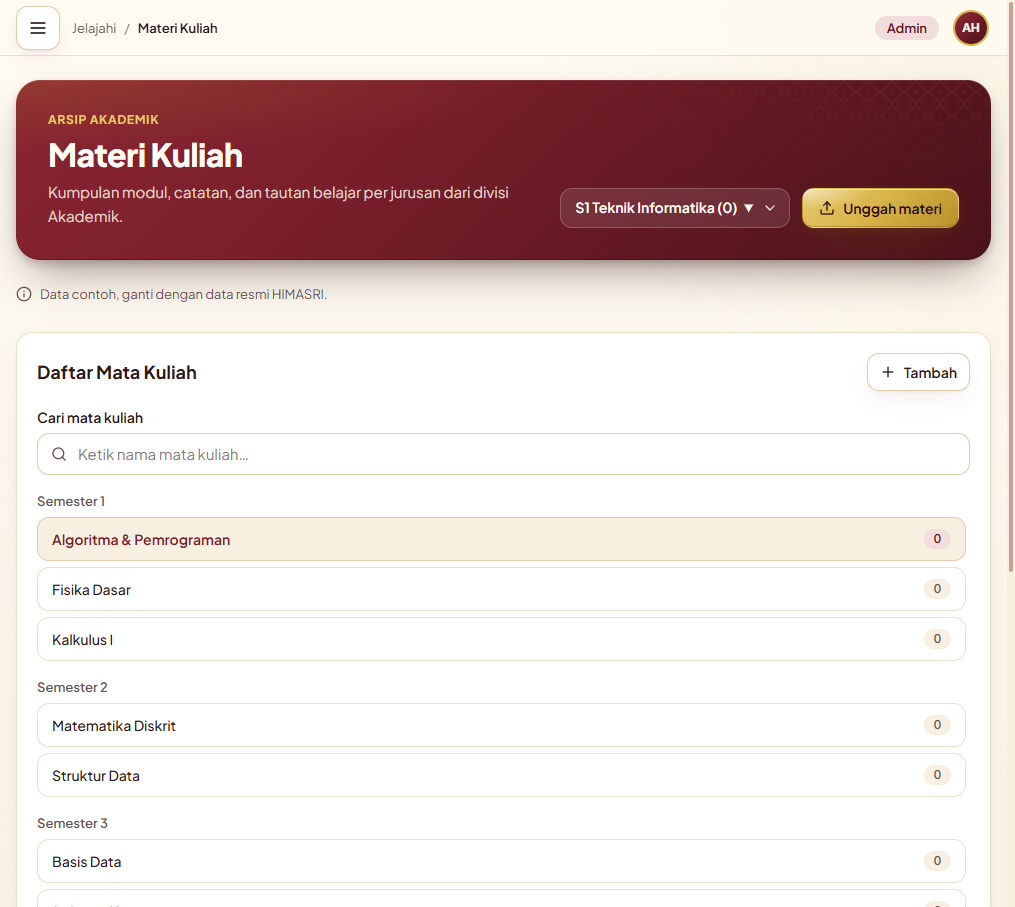 Jelajahi / Materi Kuliah
Admin
AH
ARSIP AKADEMIK
Materi Kuliah
Kumpulan modul, catatan, dan tautan belajar per jurusan dari divisi
Akademik.
S1 Teknik Informatika (0) ▼
Unggah materi
Data contoh, ganti dengan data resmi HIMASRI.
Daftar Mata Kuliah
+ Tambah
Cari mata kuliah
Ketik nama mata kuliah...
Semester 1
Algoritma & Pemrograman 0
Fisika Dasar 0
Kalkulus I 0
Semester 2
Matematika Diskrit 0
Struktur Data 0
Semester 3
Basis Data 0